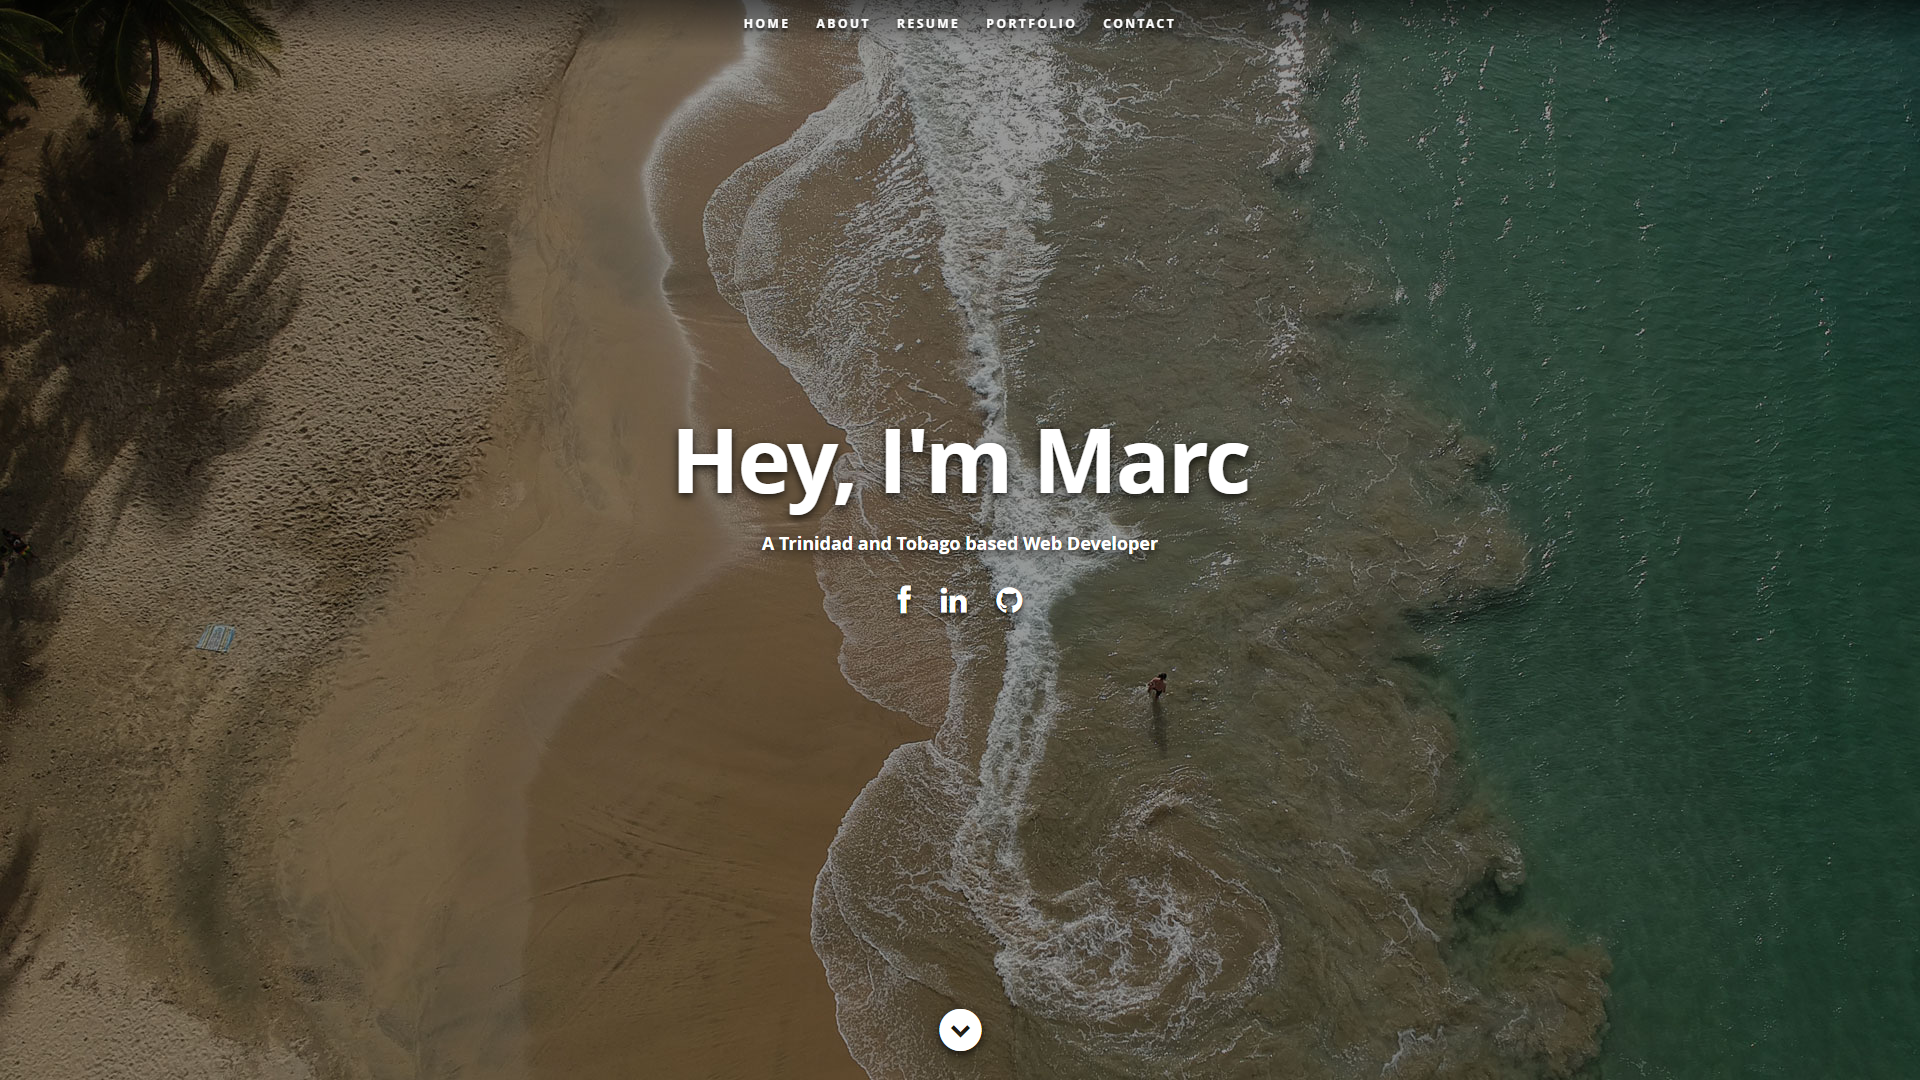 HOME ABOUT RESUME PORTFOLIO CONTACT
Hey, I'm Marc
A Trinidad and Tobago based Web Developer